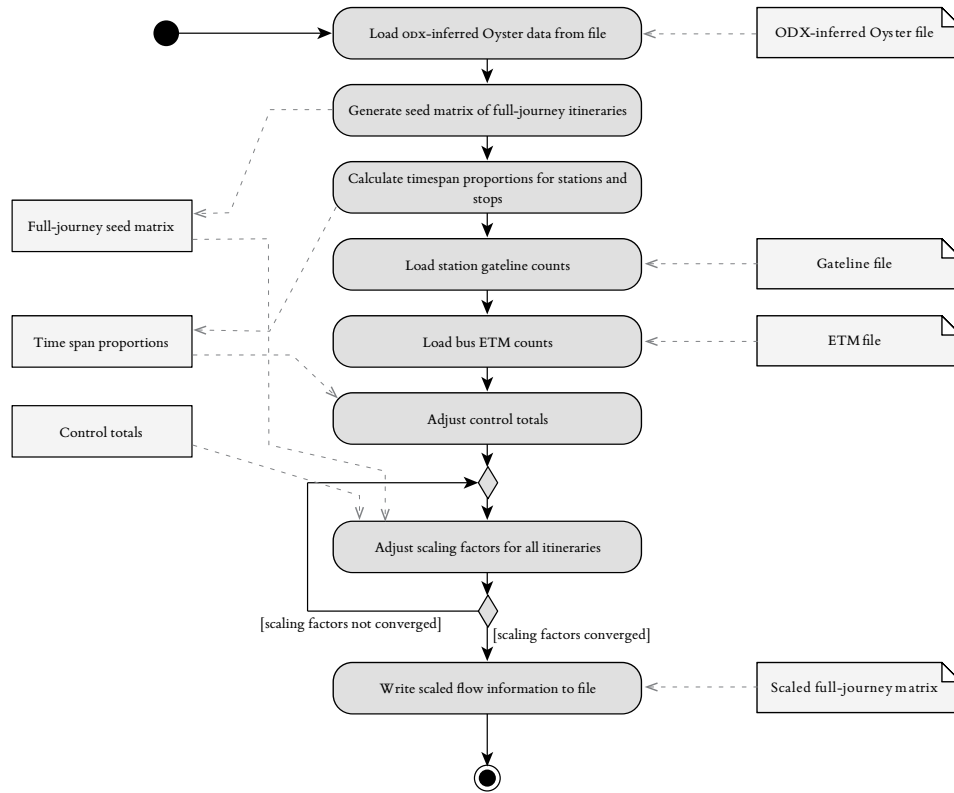 Load ODX-inferred Oyster data from file
ODX-inferred Oyster file
Generate seed matrix of full-journey itineraries
Calculate timespan proportions for stations and
stops
Full-journey seed matrix
Load station gateline counts
Gateline file
Time span proportions
Load bus ETM counts
ETM file
Control totals
Adjust control totals
Adjust scaling factors for all itineraries
[scaling factors not converged]
[scaling factors converged]
Write scaled flow information to file
Scaled full-journey matrix